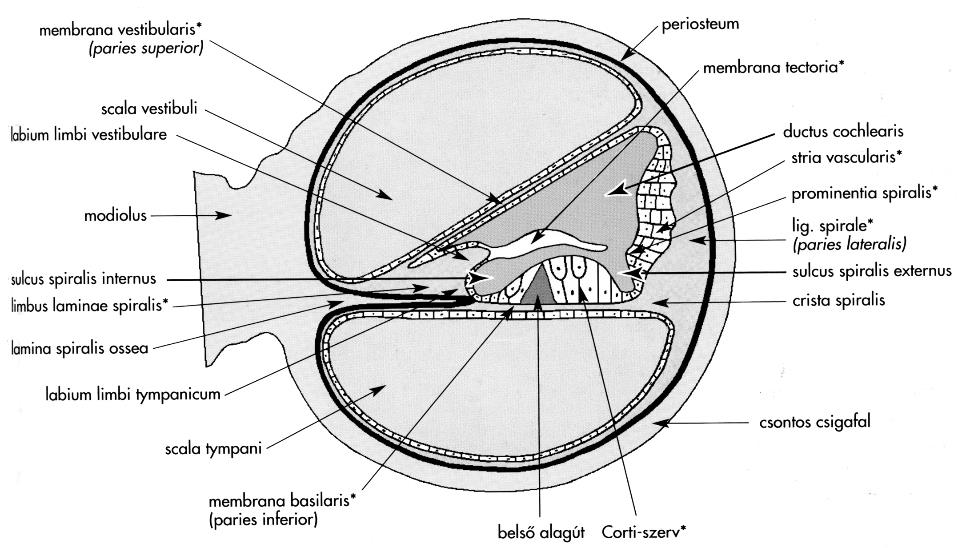 membrana vestibularis*
(paries superior)
scala vestibuli
labium limbi vestibulare
modiolus
sulcus spiralis internus
limbus laminae spiralis*
lamina spiralis ossea
labium limbi tympanicum
scala tympani
membrana basilaris*
(paries inferior)
belső alagút
Corti-szerv*
periosteum
membrana tectoria*
ductus cochlearis
stria vascularis*
prominentia spiralis*
lig. spirale*
(paries lateralis)
sulcus spiralis externus
crista spiralis
csontos csigafal